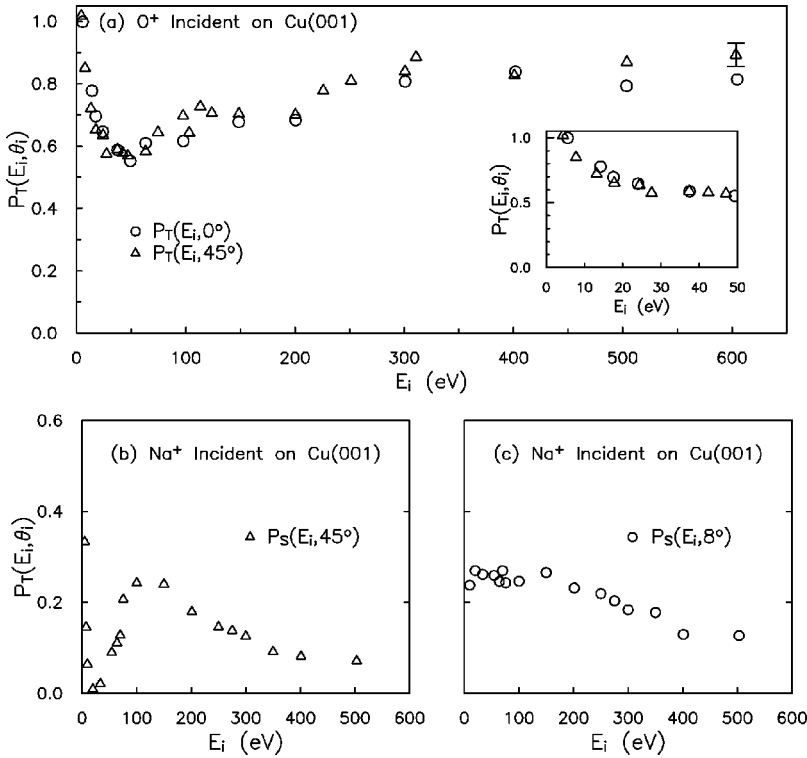 (a) O⁺ Incident on Cu(001)
1.0
0.8
0.6
0.4
0.2
0.0
P_T(E_i,θ_i)
P_T(E_i,0°)
P_T(E_i,45°)
0 100 200 300 400 500 600
E_i (eV)
1.0
0.5
0.0
P_T(E_i,θ_i)
0 10 20 30 40 50
E_i (eV)
(b) Na⁺ Incident on Cu(001)
0.6
0.4
0.2
0.0
P_T(E_i,θ_i)
P_S(E_i,45°)
0 100 200 300 400 500 600
E_i (eV)
(c) Na⁺ Incident on Cu(001)
P_S(E_i,8°)
0 100 200 300 400 500 600
E_i (eV)